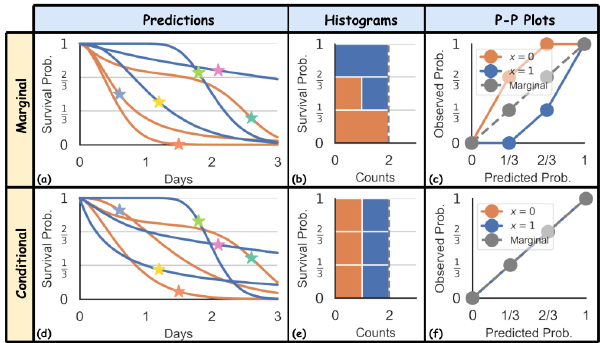 Predictions
Histograms
P-P Plots
Marginal
Survival Prob.
1
2/3
1/3
0
0 1 2 3
Days
(a)
Survival Prob.
1
2/3
1/3
0
0 2
Counts
(b)
Observed Prob.
1
2/3
1/3
0
x = 0
x = 1
Marginal
0 1/3 2/3 1
Predicted Prob.
(c)
Conditional
Survival Prob.
1
2/3
1/3
0
0 1 2 3
Days
(d)
Survival Prob.
1
2/3
1/3
0
0 2
Counts
(e)
Observed Prob.
1
2/3
1/3
0
x = 0
x = 1
Marginal
0 1/3 2/3 1
Predicted Prob.
(f)